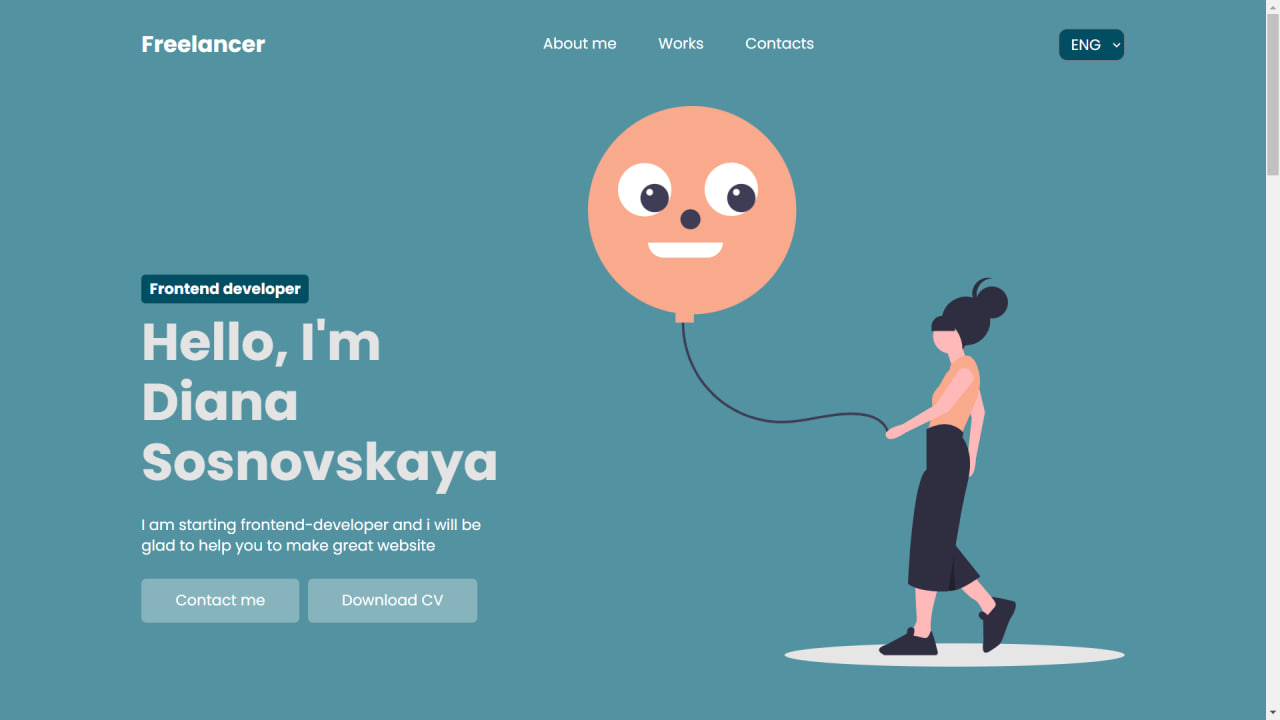 Freelancer
About me
Works
Contacts
ENG
Frontend developer
Hello, I'm
Diana
Sosnovskaya
I am starting frontend-developer and i will be
glad to help you to make great website
Contact me
Download CV